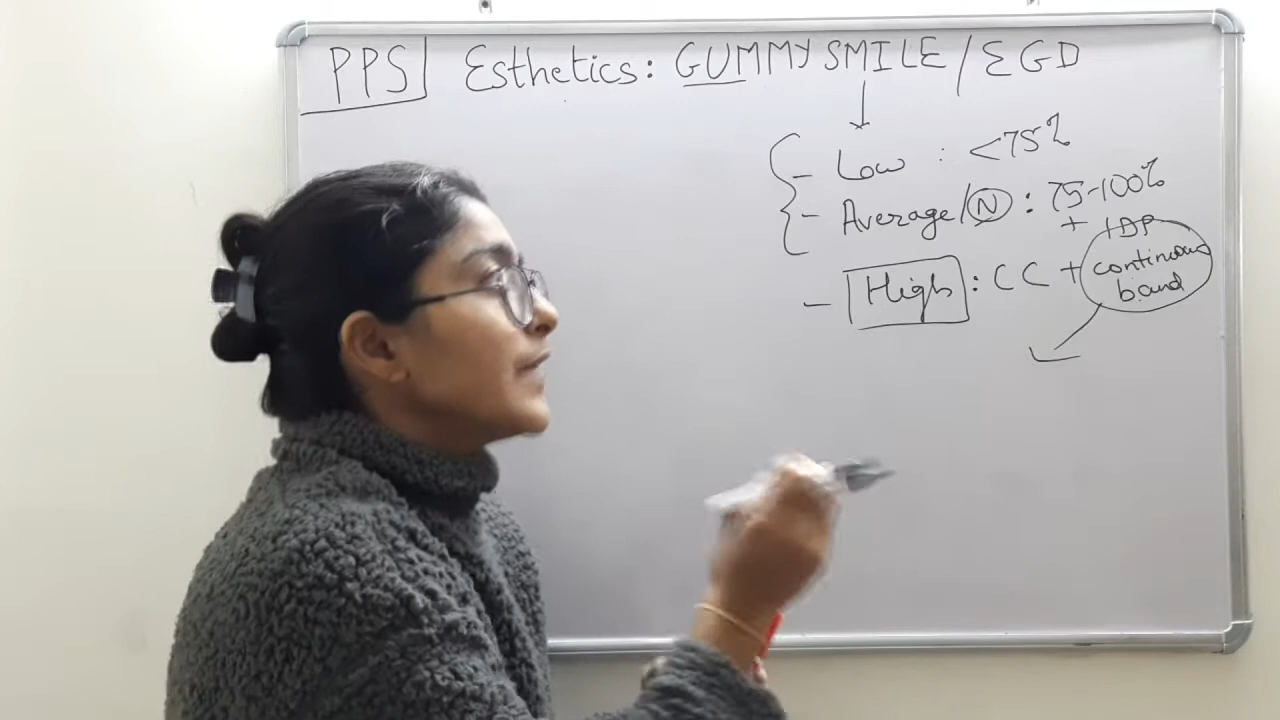 PPS Esthetics: GUMMY SMILE / EGD
- Low : <75%
- Average/N : 75-100%
+ IDP
- High : CC + continuous band